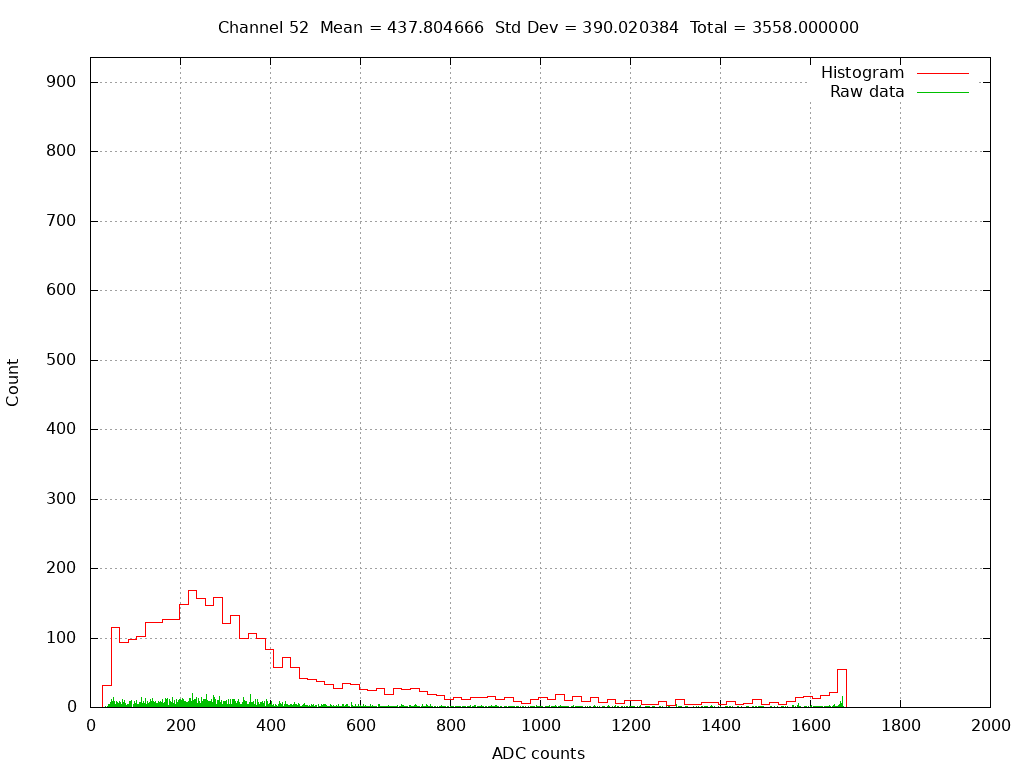 Channel 52  Mean = 437.804666  Std Dev = 390.020384  Total = 3558.000000
Histogram
Raw data
900
800
700
600
500
400
300
200
100
0
Count
0 200 400 600 800 1000 1200 1400 1600 1800 2000
ADC counts